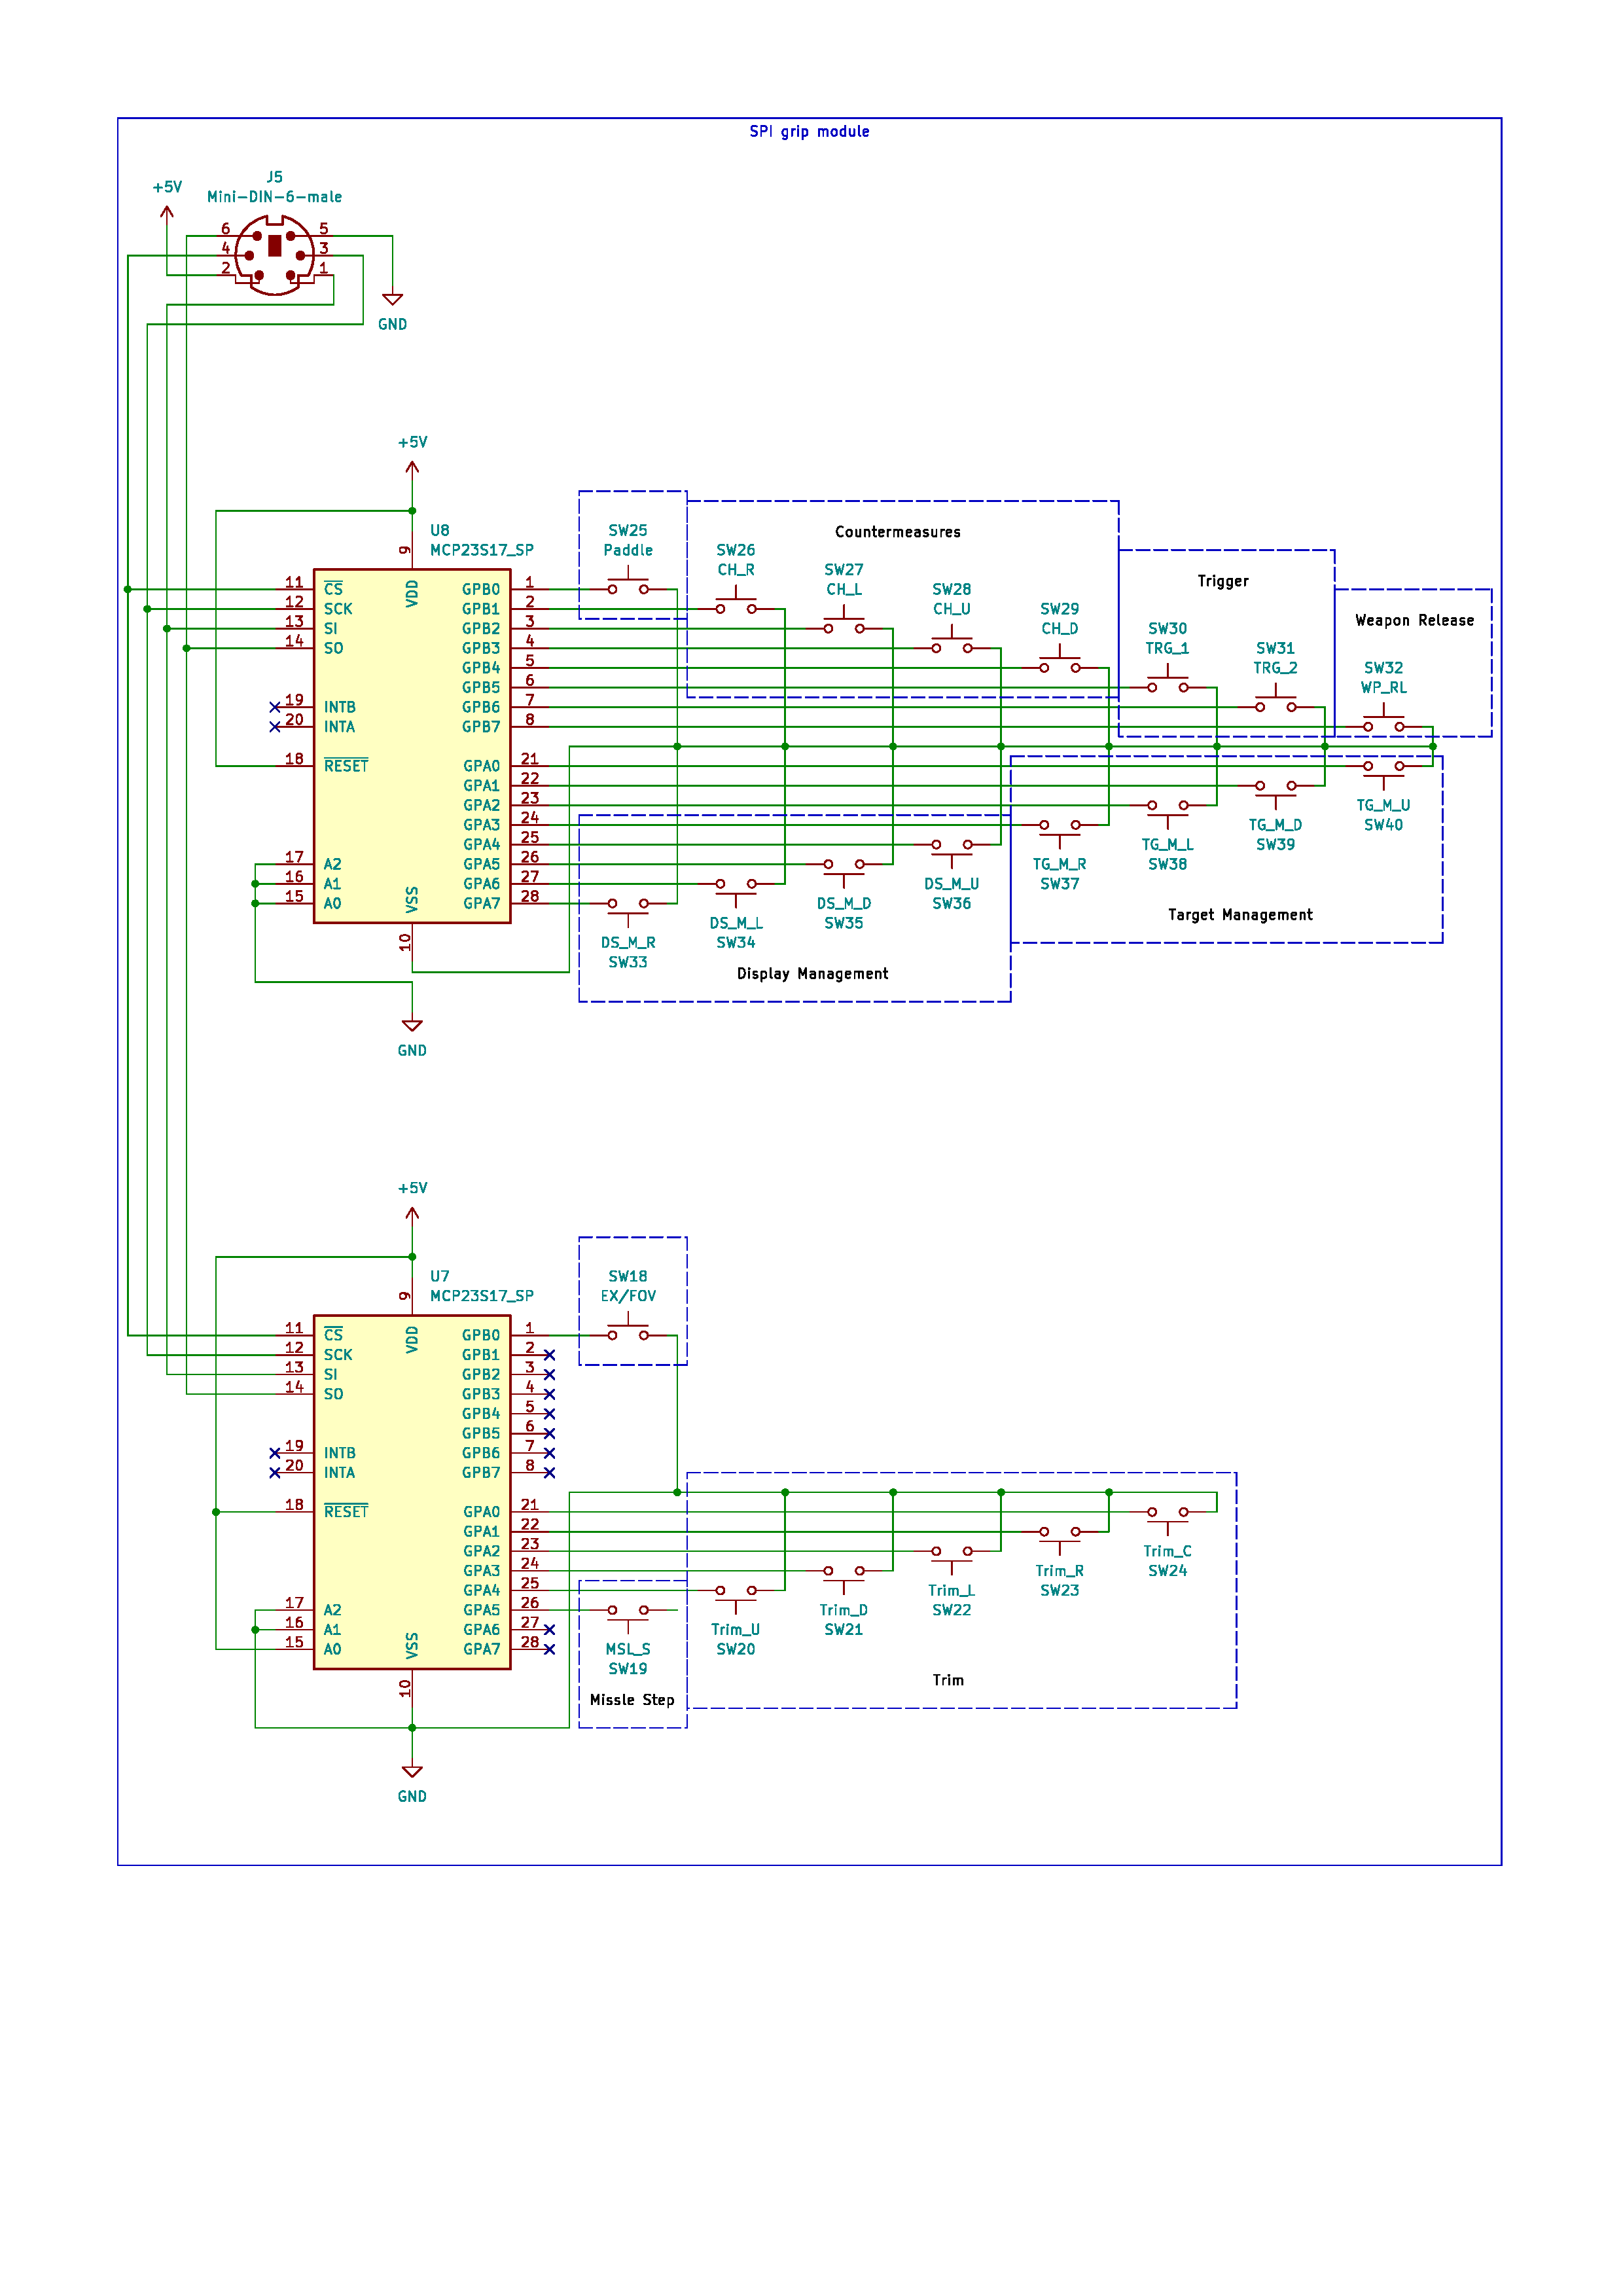 SPI grip module
J5
Mini-DIN-6-male
+5V
6
5
4
3
2
1
GND
+5V
U8
MCP23S17_SP
9
VDD
11 CS
12 SCK
13 SI
14 SO
19 INTB
20 INTA
18 RESET
17 A2
16 A1
15 A0
VSS
10
GPB0 1
GPB1 2
GPB2 3
GPB3 4
GPB4 5
GPB5 6
GPB6 7
GPB7 8
GPA0 21
GPA1 22
GPA2 23
GPA3 24
GPA4 25
GPA5 26
GPA6 27
GPA7 28
GND
SW25
Paddle
Countermeasures
SW26
CH_R
SW27
CH_L
SW28
CH_U
SW29
CH_D
Trigger
SW30
TRG_1
SW31
TRG_2
Weapon Release
SW32
WP_RL
DS_M_R
SW33
DS_M_L
SW34
DS_M_D
SW35
DS_M_U
SW36
Display Management
TG_M_R
SW37
TG_M_L
SW38
TG_M_D
SW39
TG_M_U
SW40
Target Management
+5V
U7
MCP23S17_SP
9
VDD
11 CS
12 SCK
13 SI
14 SO
19 INTB
20 INTA
18 RESET
17 A2
16 A1
15 A0
VSS
10
GPB0 1
GPB1 2
GPB2 3
GPB3 4
GPB4 5
GPB5 6
GPB6 7
GPB7 8
GPA0 21
GPA1 22
GPA2 23
GPA3 24
GPA4 25
GPA5 26
GPA6 27
GPA7 28
GND
SW18
EX/FOV
MSL_S
SW19
Missle Step
Trim_U
SW20
Trim_D
SW21
Trim_L
SW22
Trim_R
SW23
Trim_C
SW24
Trim